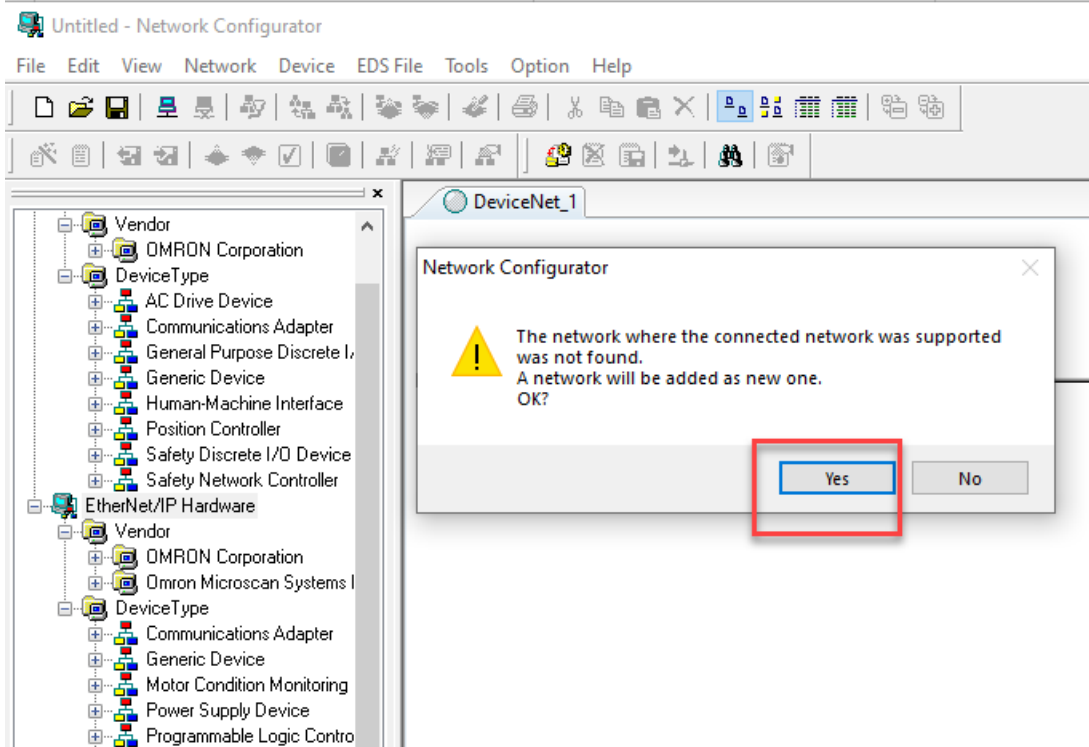 Untitled - Network Configurator
File Edit View Network Device EDS File Tools Option Help
DeviceNet_1
Vendor
OMRON Corporation
DeviceType
AC Drive Device
Communications Adapter
General Purpose Discrete I/
Generic Device
Human-Machine Interface
Position Controller
Safety Discrete I/O Device
Safety Network Controller
EtherNet/IP Hardware
Vendor
OMRON Corporation
Omron Microscan Systems I
DeviceType
Communications Adapter
Generic Device
Motor Condition Monitoring
Power Supply Device
Programmable Logic Contro
Network Configurator
The network where the connected network was supported
was not found.
A network will be added as new one.
OK?
Yes No